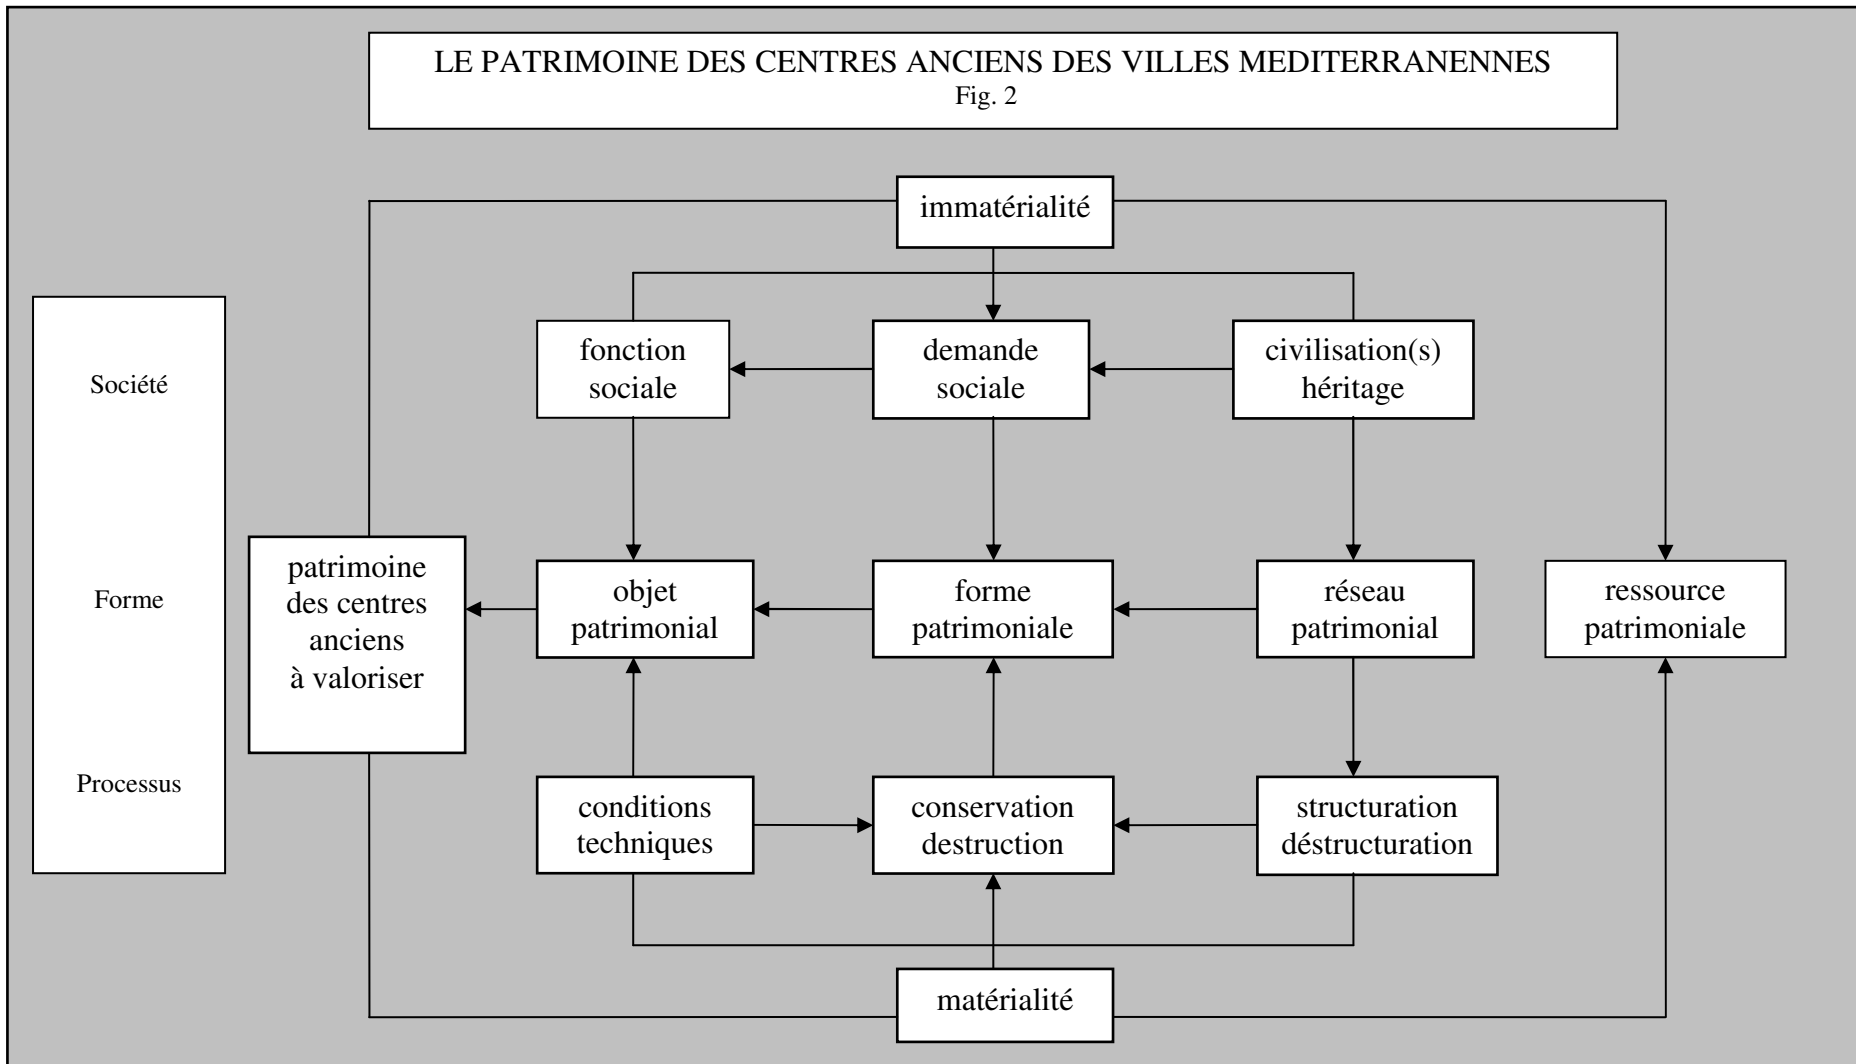 LE PATRIMOINE DES CENTRES ANCIENS DES VILLES MEDITERRANENNES
Fig. 2
immatérialité
Société
Forme
Processus
fonction
sociale
demande
sociale
civilisation(s)
héritage
patrimoine
des centres
anciens
à valoriser
objet
patrimonial
forme
patrimoniale
réseau
patrimonial
ressource
patrimoniale
conditions
techniques
conservation
destruction
structuration
déstructuration
matérialité